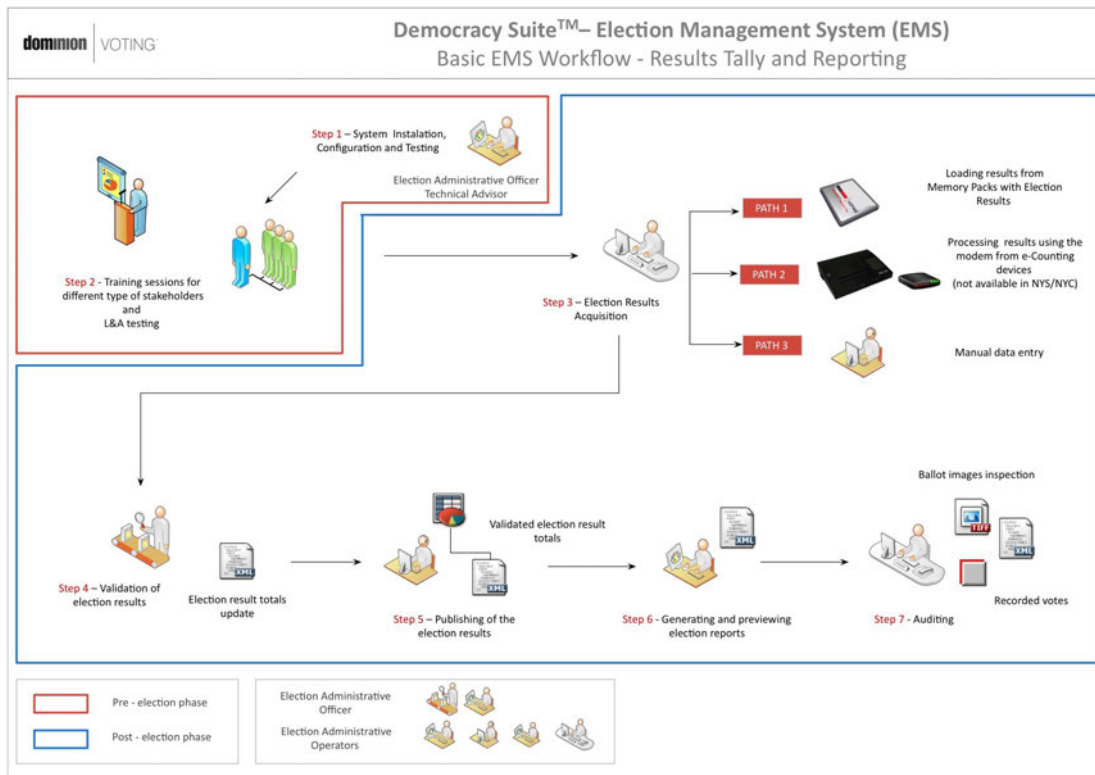 dominion VOTING
Democracy Suite™– Election Management System (EMS)
Basic EMS Workflow - Results Tally and Reporting
Step 1 – System Instalation,
Configuration and Testing
Election Administrative Officer
Technical Advisor
Step 2 - Training sessions for
different type of stakeholders
and
L&A testing
Step 3 – Election Results
Acquisition
PATH 1
Loading results from
Memory Packs with Election
Results
PATH 2
Processing results using the
modem from e-Counting
devices
(not available in NYS/NYC)
PATH 3
Manual data entry
Step 4 – Validation of
election results
XML
Election result totals
update
XML
Validated election result
totals
Step 5 – Publishing of the
election results
XML
Step 6 - Generating and previewing
election reports
Ballot images inspection
TIFF
XML
Recorded votes
Step 7 - Auditing
Pre - election phase
Post - election phase
Election Administrative
Officer
Election Administrative
Operators